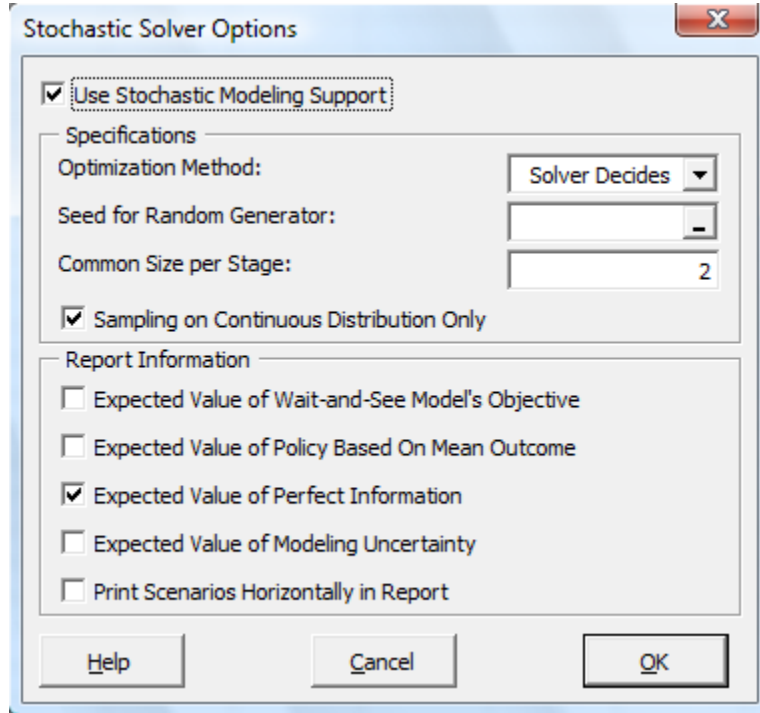 Stochastic Solver Options
Use Stochastic Modeling Support
Specifications
Optimization Method: Solver Decides
Seed for Random Generator:
Common Size per Stage: 2
Sampling on Continuous Distribution Only
Report Information
Expected Value of Wait-and-See Model's Objective
Expected Value of Policy Based On Mean Outcome
Expected Value of Perfect Information
Expected Value of Modeling Uncertainty
Print Scenarios Horizontally in Report
Help Cancel OK